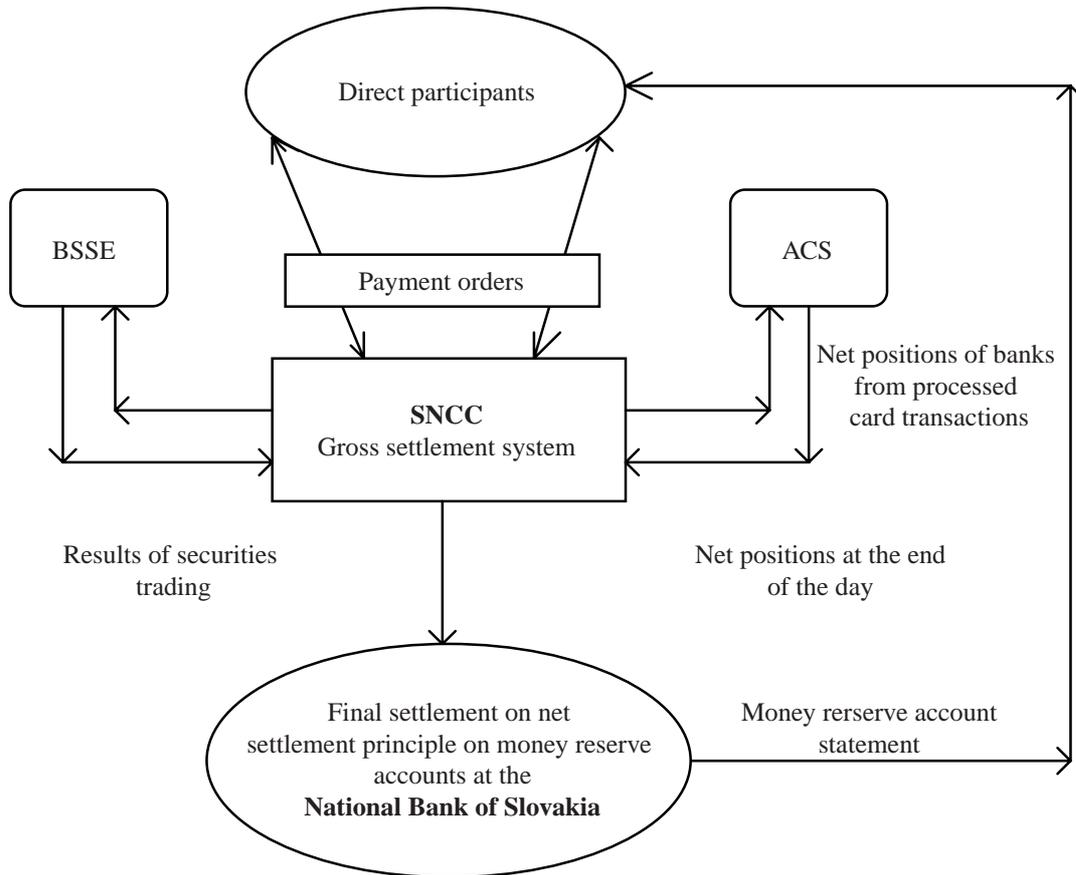 Direct participants
BSSE
ACS
Payment orders
Net positions of banks
from processed
card transactions
SNCC
Gross settlement system
Results of securities
trading
Net positions at the end
of the day
Final settlement on net
settlement principle on money reserve
accounts at the
National Bank of Slovakia
Money rerserve account
statement